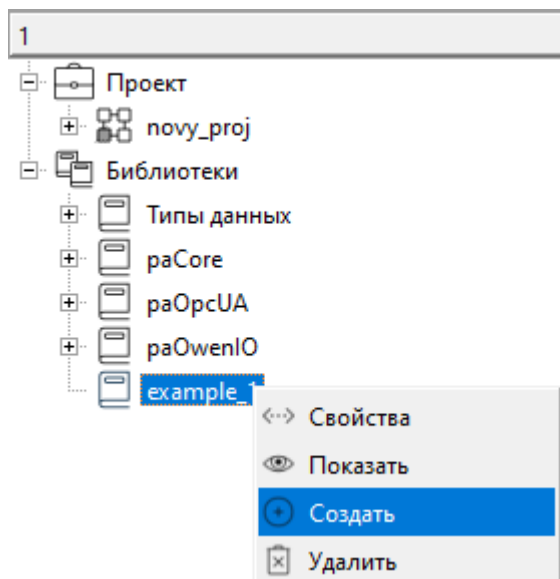 1
Проект
novy_proj
Библиотеки
Типы данных
paCore
paOpcUA
paOwenIO
example_1
Свойства
Показать
Создать
Удалить